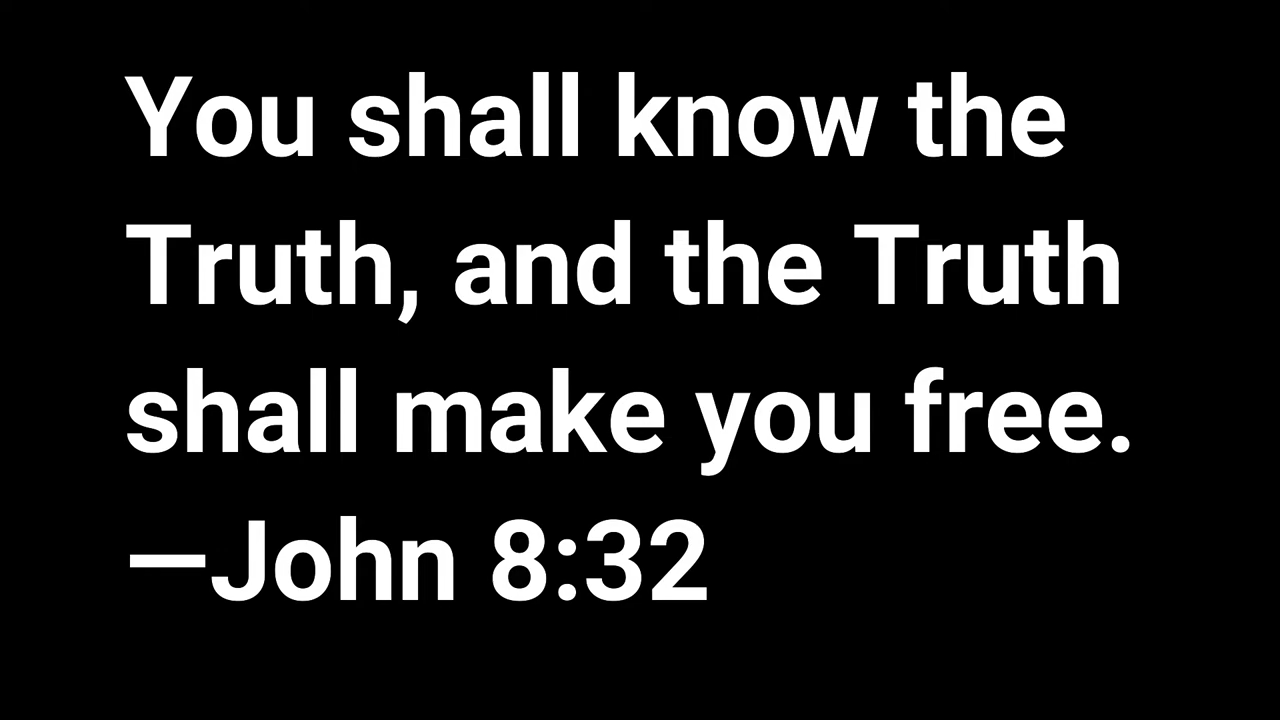 You shall know the
Truth, and the Truth
shall make you free.
—John 8:32